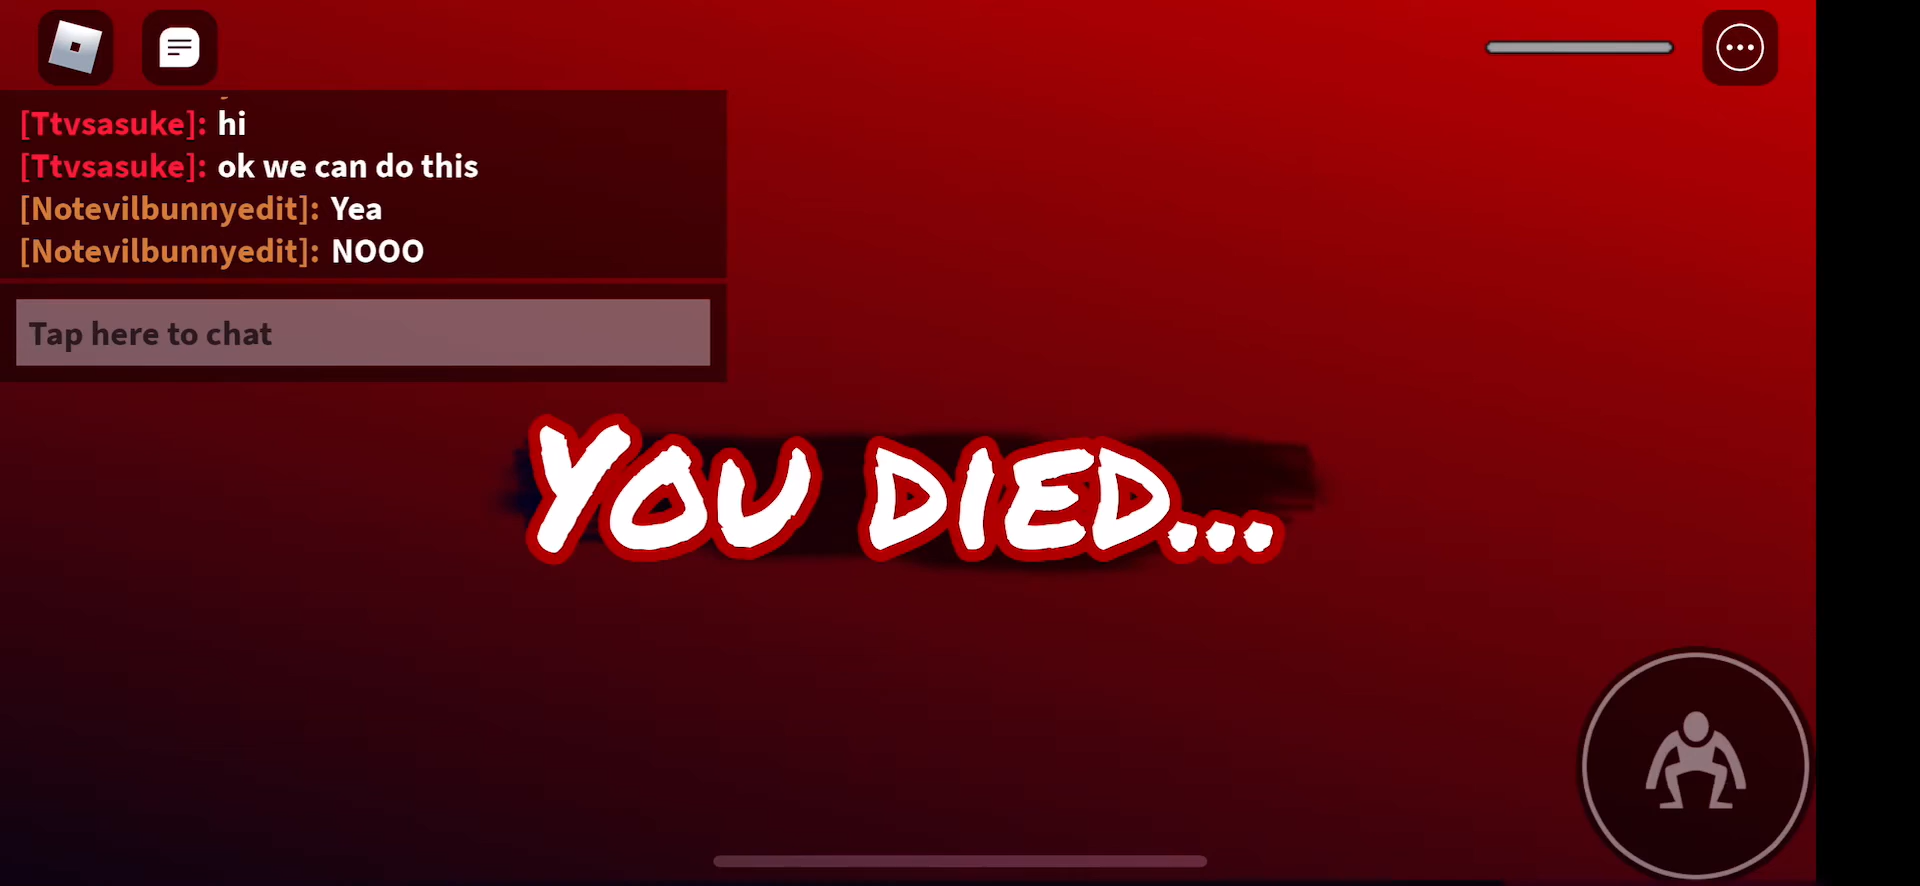 [Ttvsasuke]: hi
[Ttvsasuke]: ok we can do this
[Notevilbunnyedit]: Yea
[Notevilbunnyedit]: NOOO
Tap here to chat
YOU DIED...